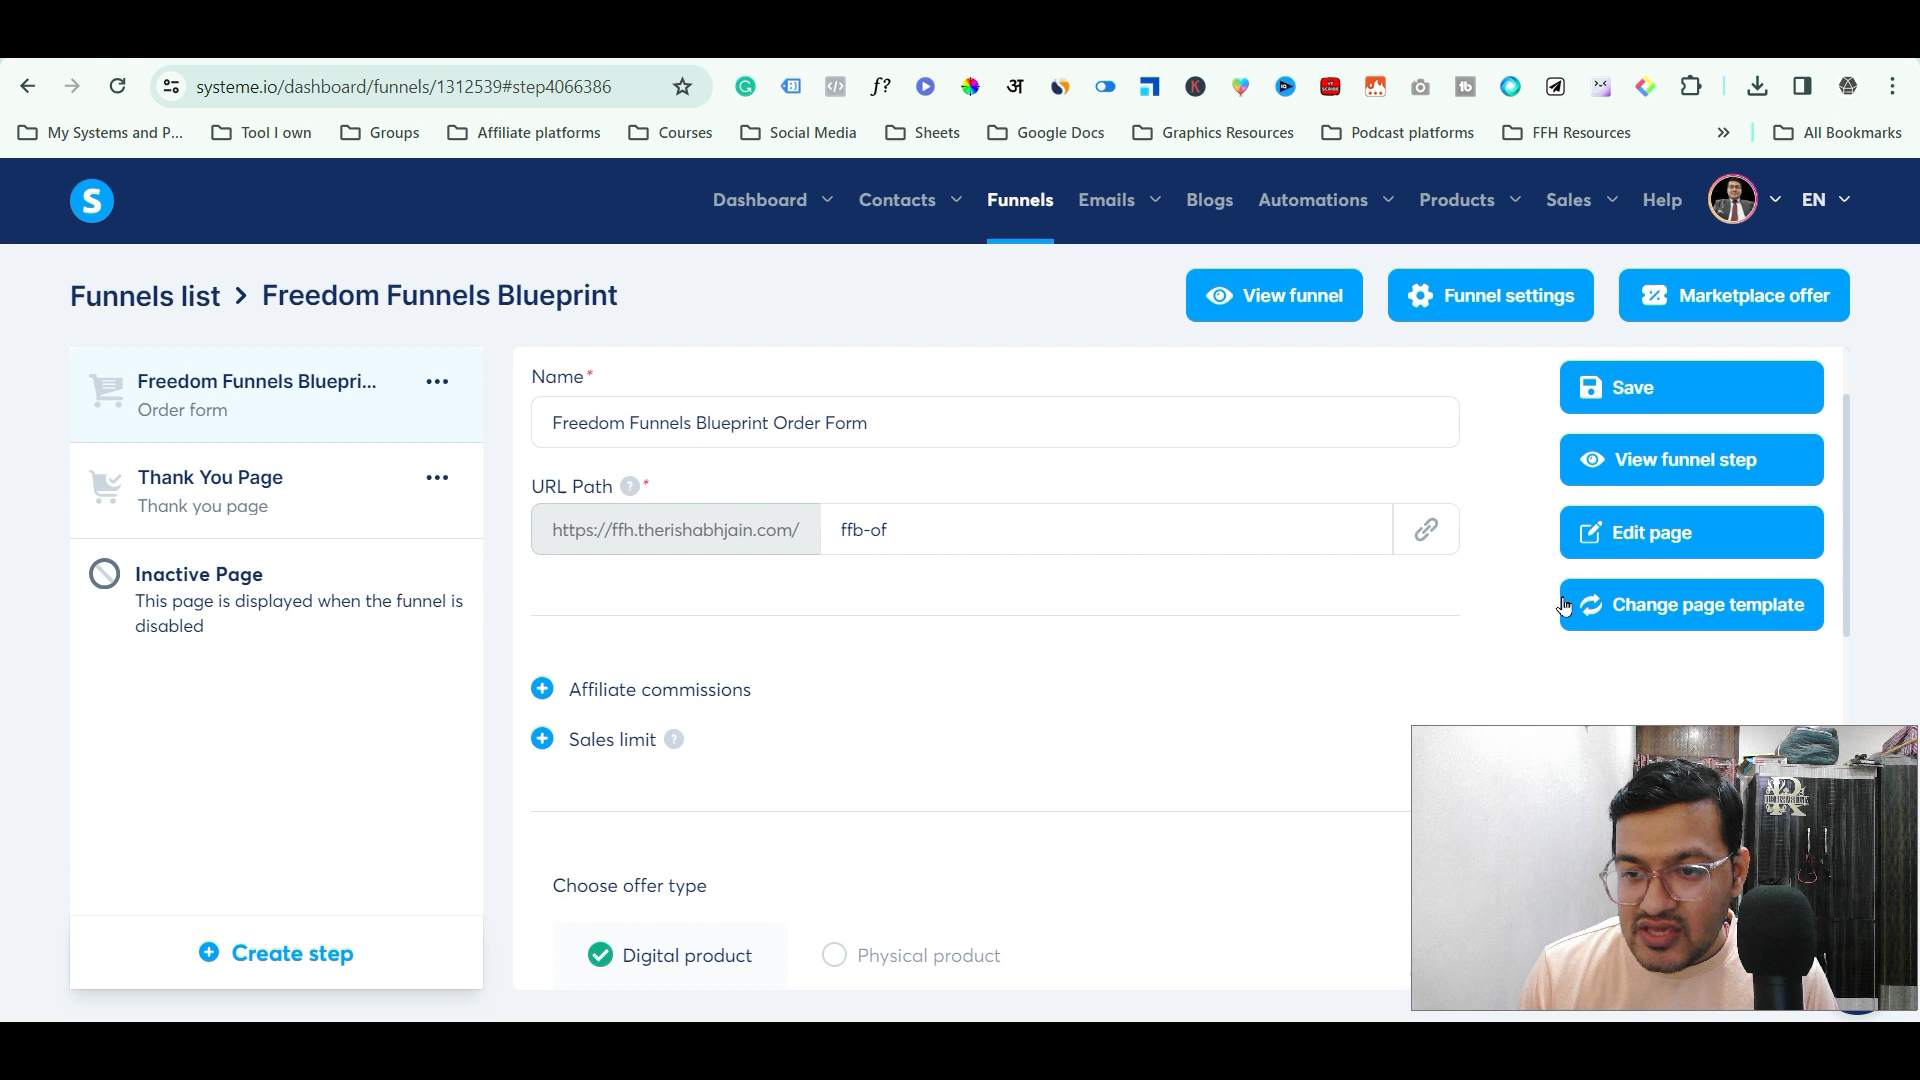 systeme.io/dashboard/funnels/1312539#step4066386
My Systems and P... Tool I own Groups Affiliate platforms Courses Social Media Sheets Google Docs Graphics Resources Podcast platforms FFH Resources » All Bookmarks
S Dashboard Contacts Funnels Emails Blogs Automations Products Sales Help EN
Funnels list > Freedom Funnels Blueprint View funnel Funnel settings Marketplace offer
Freedom Funnels Bluepri...
Order form
Thank You Page
Thank you page
Inactive Page
This page is displayed when the funnel is
disabled
Create step
Name*
Freedom Funnels Blueprint Order Form
URL Path ? *
https://ffh.therishabhjain.com/ ffb-of
Affiliate commissions
Sales limit ?
Choose offer type
Digital product Physical product
Save
View funnel step
Edit page
Change page template